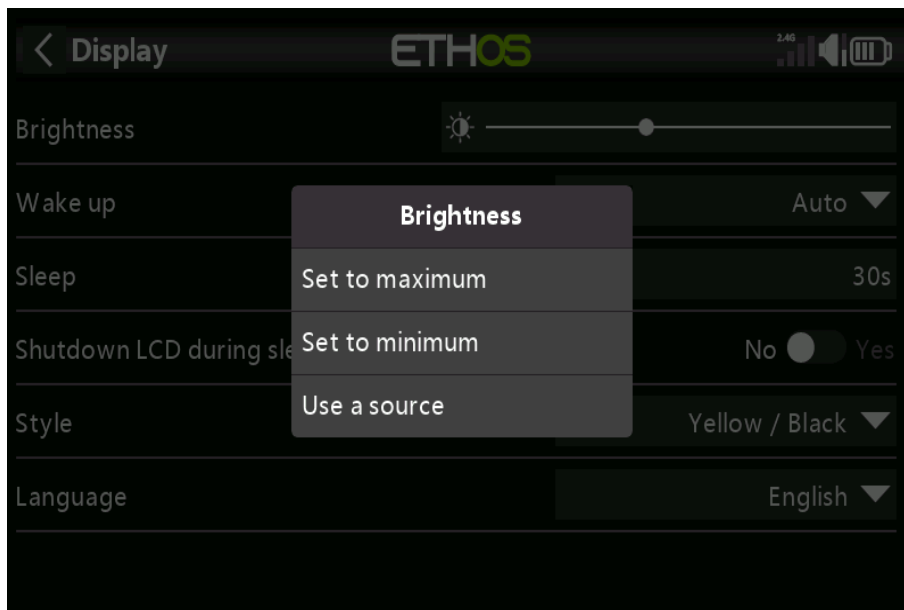 Display
ETHOS
2.4G
Brightness
Wake up
Auto
Brightness
Sleep
Set to maximum
30s
Shutdown LCD during sle
Set to minimum
No Yes
Use a source
Style
Yellow / Black
Language
English